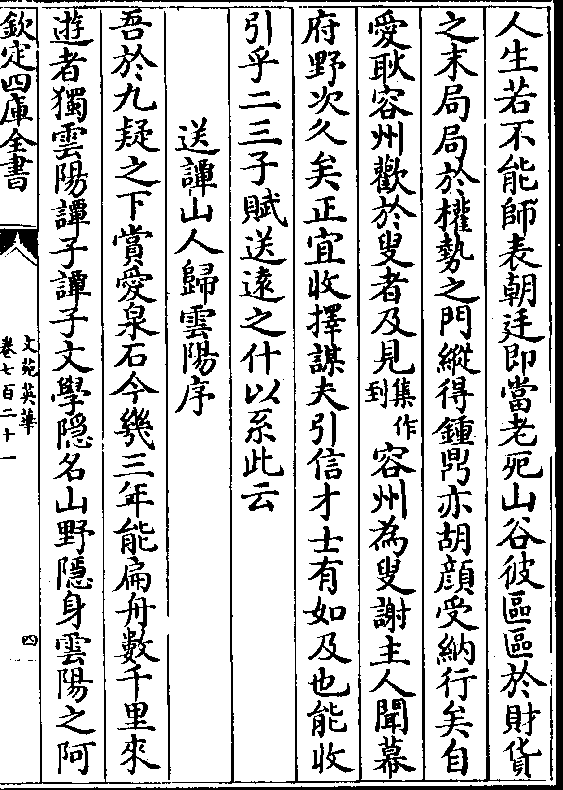 人生若不能師表朝廷即當老死山谷彼區區於財貨
之末局局於權勢之門縱得鍾鼎亦胡顔受納行矣自
愛耿容州歡於叟者及見集作到容州為叟謝主人聞幕
府野次久矣正宜收擇謀夫引信才士有如及也能收
引乎二三子賦送遠之什以系此云
送譚山人歸雲陽序
吾於九疑之下賞愛泉石今幾三年能扁舟數千里來
遊者獨雲陽譚子譚子文學隠名山野隠身雲陽之阿
欽定四庫全書
文苑英華
卷七百二十一
四